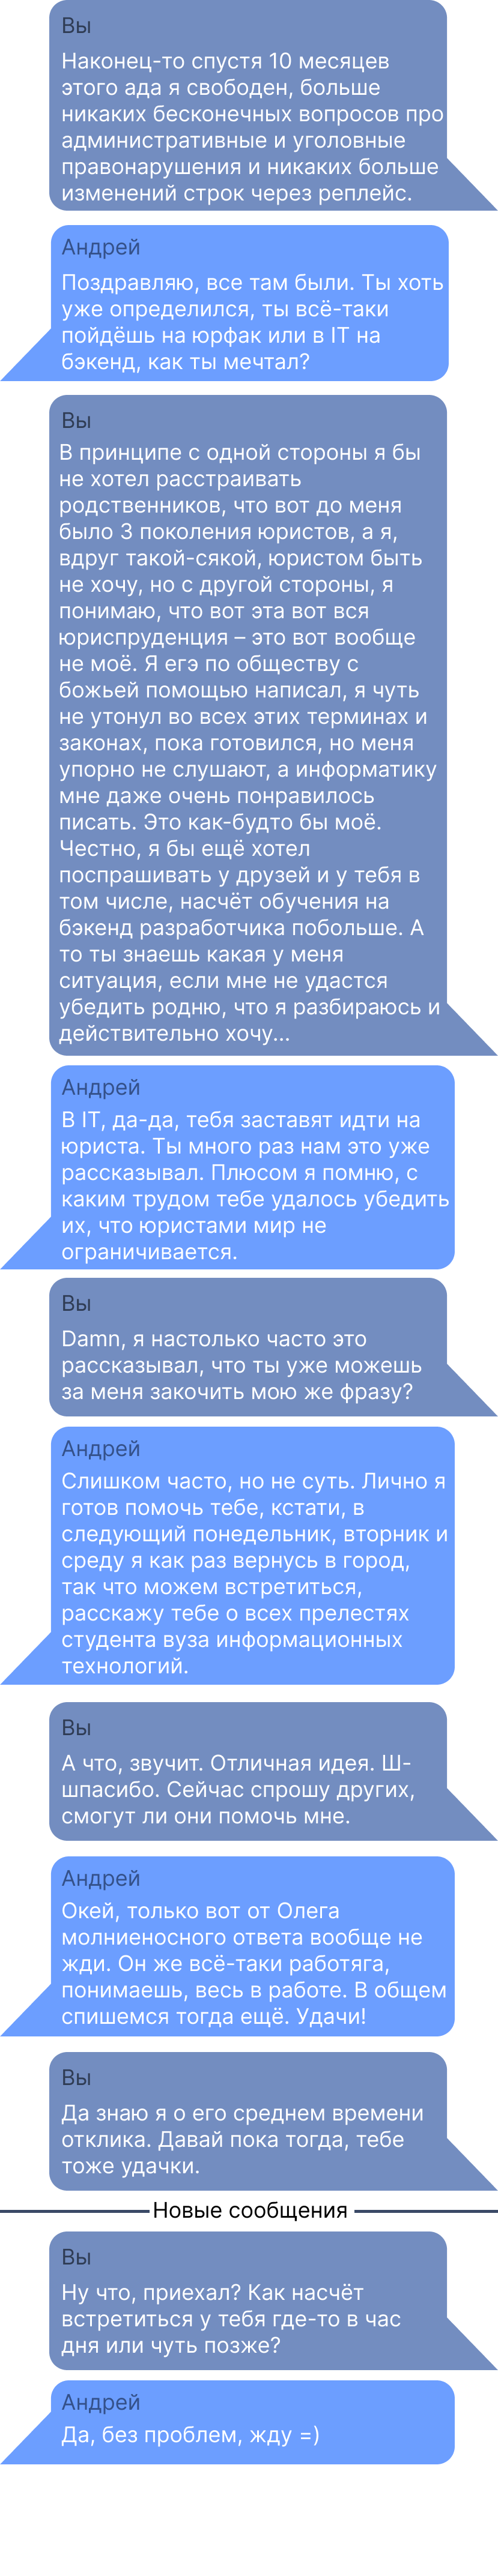 Вы
Наконец-то спустя 10 месяцев
этого ада я свободен, больше
никаких бесконечных вопросов про
административные и уголовные
правонарушения и никаких больше
изменений строк через реплейс.
Андрей
Поздравляю, все там были. Ты хоть
уже определился, ты всё-таки
пойдёшь на юрфак или в IT на
бэкенд, как ты мечтал?
Вы
В принципе с одной стороны я бы
не хотел расстраивать
родственников, что вот до меня
было 3 поколения юристов, а я,
вдруг такой-сякой, юристом быть
не хочу, но с другой стороны, я
понимаю, что вот эта вот вся
юриспруденция – это вот вообще
не моё. Я егэ по обществу с
божьей помощью написал, я чуть
не утонул во всех этих терминах и
законах, пока готовился, но меня
упорно не слушают, а информатику
мне даже очень понравилось
писать. Это как-будто бы моё.
Честно, я бы ещё хотел
поспрашивать у друзей и у тебя в
том числе, насчёт обучения на
бэкенд разработчика побольше. А
то ты знаешь какая у меня
ситуация, если мне не удастся
убедить родню, что я разбираюсь и
действительно хочу...
Андрей
В IT, да-да, тебя заставят идти на
юриста. Ты много раз нам это уже
рассказывал. Плюсом я помню, с
каким трудом тебе удалось убедить
их, что юристами мир не
ограничивается.
Вы
Damn, я настолько часто это
рассказывал, что ты уже можешь
за меня закочить мою же фразу?
Андрей
Слишком часто, но не суть. Лично я
готов помочь тебе, кстати, в
следующий понедельник, вторник и
среду я как раз вернусь в город,
так что можем встретиться,
расскажу тебе о всех прелестях
студента вуза информационных
технологий.
Вы
А что, звучит. Отличная идея. Ш-
шпасибо. Сейчас спрошу других,
смогут ли они помочь мне.
Андрей
Окей, только вот от Олега
молниеносного ответа вообще не
жди. Он же всё-таки работяга,
понимаешь, весь в работе. В общем
спишемся тогда ещё. Удачи!
Вы
Да знаю я о его среднем времени
отклика. Давай пока тогда, тебе
тоже удачки.
Новые сообщения
Вы
Ну что, приехал? Как насчёт
встретиться у тебя где-то в час
дня или чуть позже?
Андрей
Да, без проблем, жду =)